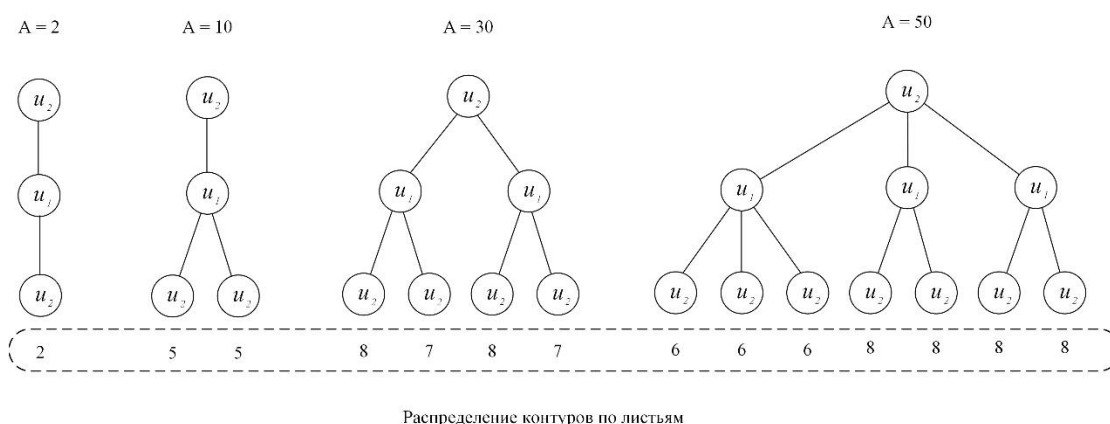 A = 2 A = 10 A = 30 A = 50
u₂ u₂ u₂ u₂
u₁ u₁ u₁ u₁ u₁ u₁ u₁
u₂ u₂ u₂ u₂ u₂ u₂ u₂ u₂ u₂ u₂ u₂ u₂ u₂ u₂
2 5 5 8 7 8 7 6 6 6 8 8 8 8
Распределение контуров по листьям